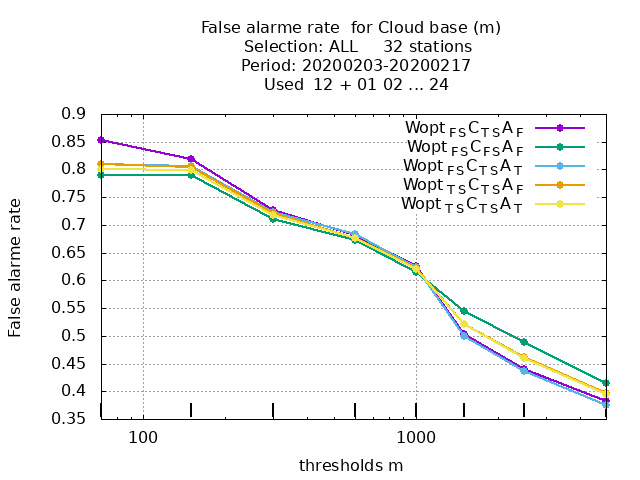 False alarme rate for Cloud base (m)
Selection: ALL 32 stations
Period: 20200203-20200217
Used 12 + 01 02 ... 24
0.9
0.85
0.8
0.75
0.7
0.65
0.6
0.55
0.5
0.45
0.4
0.35
False alarme rate
Wopt FS C TS A F
Wopt FS C FS A F
Wopt FS C TS A T
Wopt TS C TS A F
Wopt TS C TS A T
100 1000
thresholds m